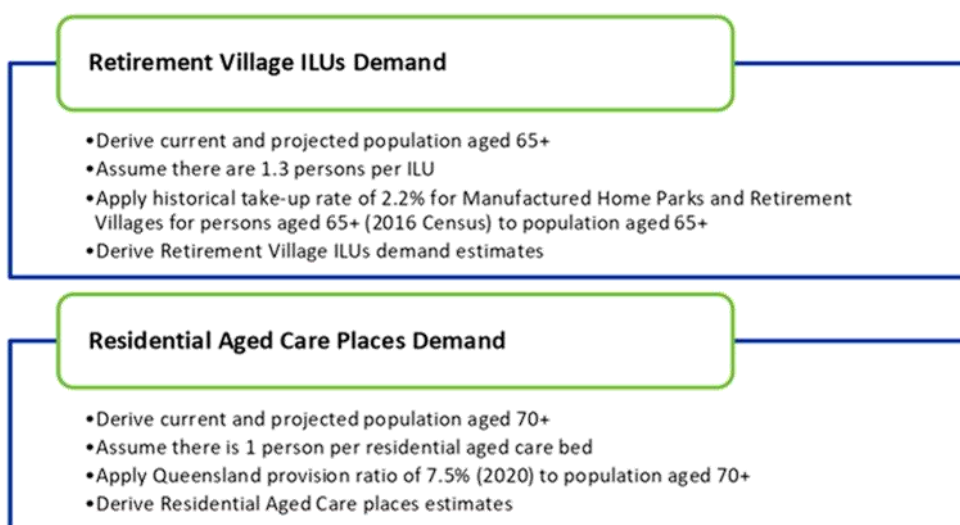 Retirement Village ILUs Demand
•Derive current and projected population aged 65+
•Assume there are 1.3 persons per ILU
•Apply historical take-up rate of 2.2% for Manufactured Home Parks and Retirement
Villages for persons aged 65+ (2016 Census) to population aged 65+
•Derive Retirement Village ILUs demand estimates
Residential Aged Care Places Demand
•Derive current and projected population aged 70+
•Assume there is 1 person per residential aged care bed
•Apply Queensland provision ratio of 7.5% (2020) to population aged 70+
•Derive Residential Aged Care places estimates